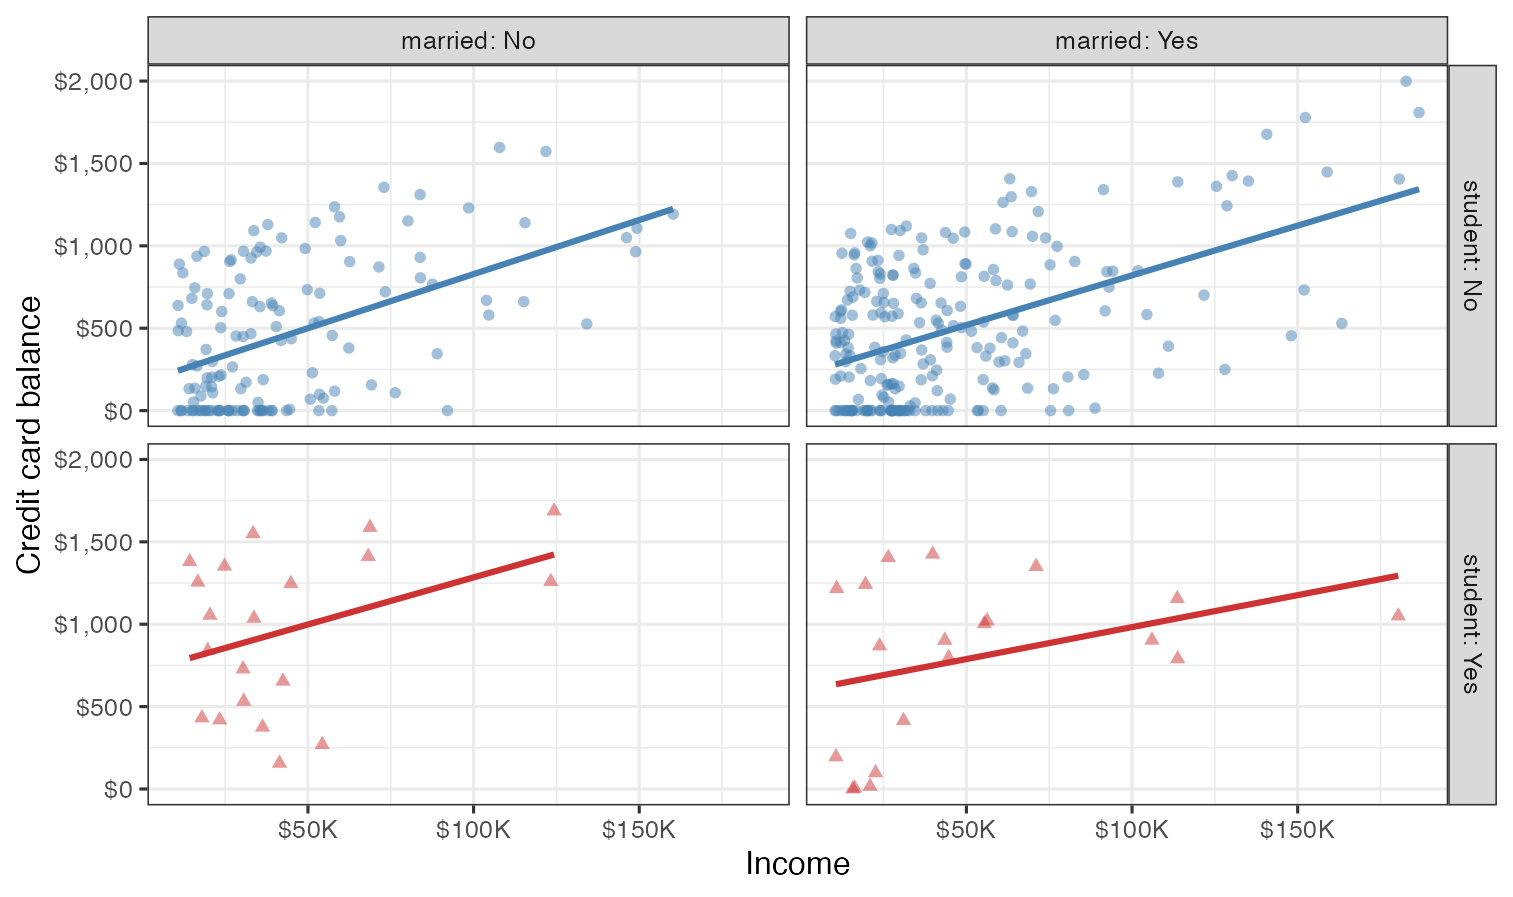 married: No
married: Yes
$2,000
$1,500
$1,000
$500
$0
student: No
Credit card balance
$2,000
$1,500
$1,000
$500
$0
student: Yes
$50K
$100K
$150K
$50K
$100K
$150K
Income